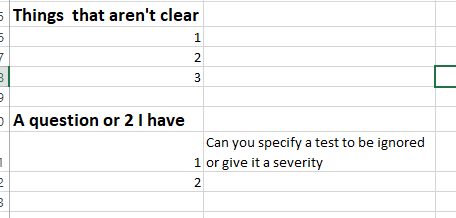 Things  that aren't clear
1
2
3
A question or 2 I have
Can you specify a test to be ignored
1 or give it a severity
2